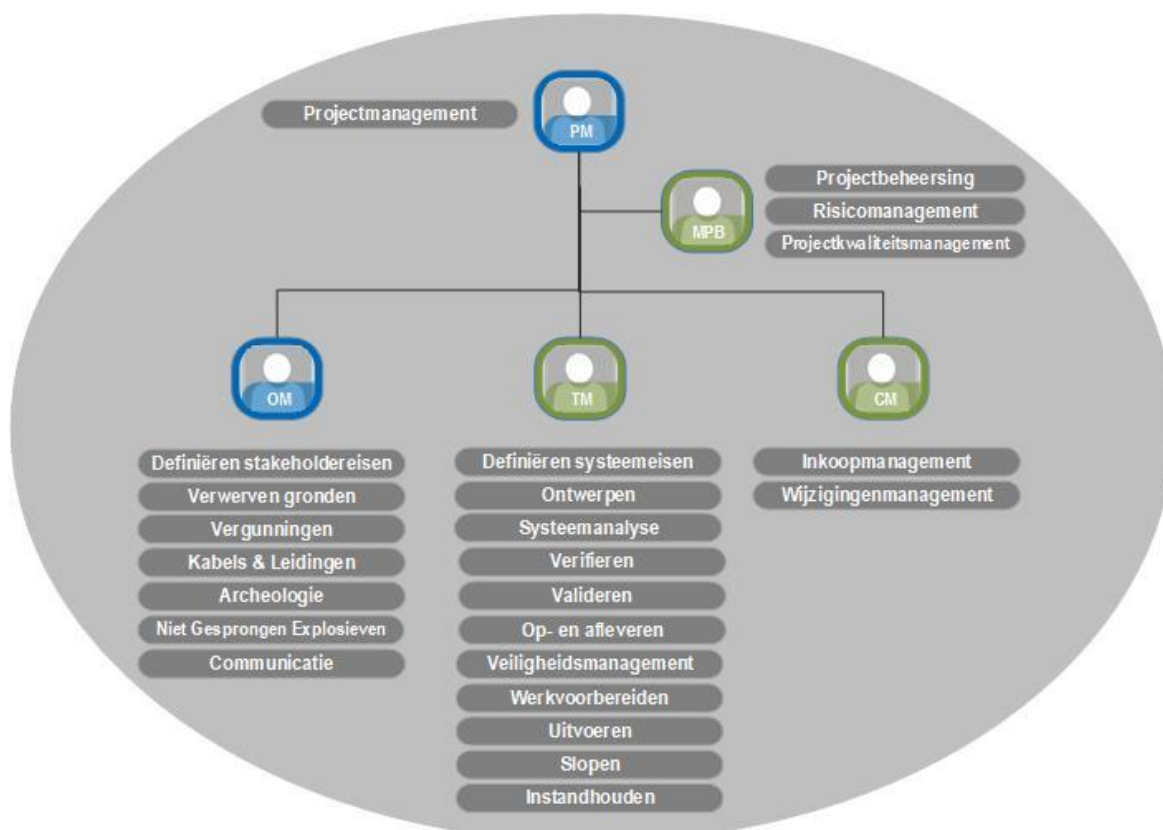 Projectmanagement
PM
MPB
Projectbeheersing
Risicomanagement
Projectkwaliteitsmanagement
OM
Definiëren stakeholdereisen
Verwerven gronden
Vergunningen
Kabels & Leidingen
Archeologie
Niet Gesprongen Explosieven
Communicatie
TM
Definiëren systeemeisen
Ontwerpen
Systeemanalyse
Verifieren
Valideren
Op- en afleveren
Veiligheidsmanagement
Werkvoorbereiden
Uitvoeren
Slopen
Instandhouden
CM
Inkoopmanagement
Wijzigingenmanagement